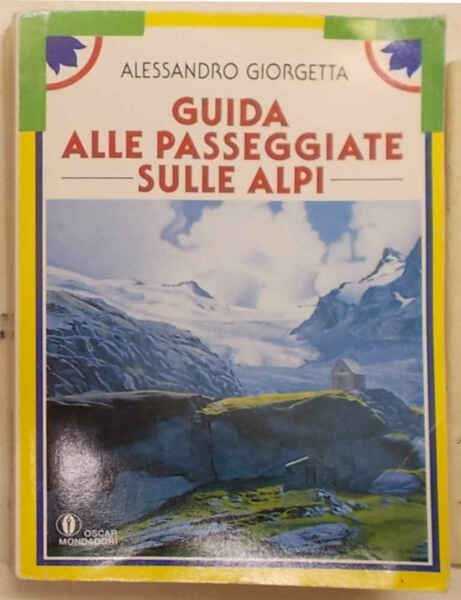 ALESSANDRO GIORGETTA
GUIDA
ALLE PASSEGGIATE
SULLE ALPI
OSCAR
MONDADORI